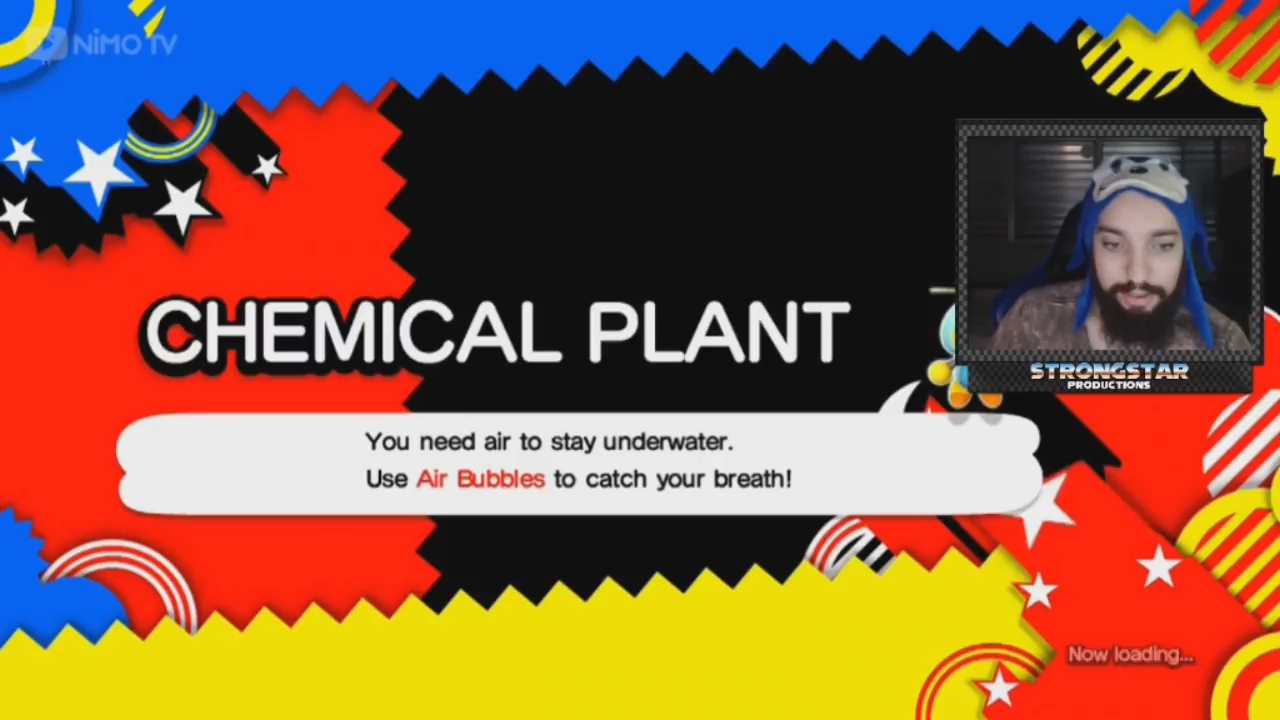 NiMO TV
CHEMICAL PLANT
STRONGSTAR
PRODUCTIONS
You need air to stay underwater.
Use Air Bubbles to catch your breath!
Now loading...